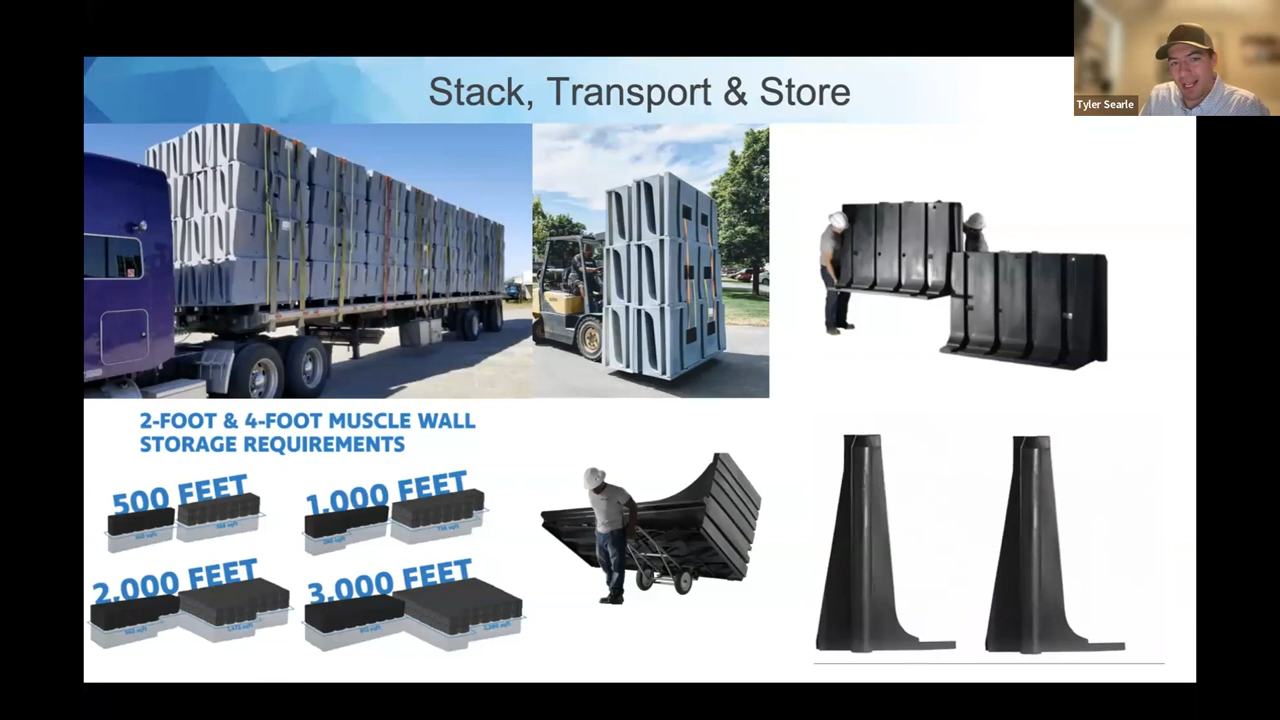 Stack, Transport & Store
Tyler Searle
2-FOOT & 4-FOOT MUSCLE WALL
STORAGE REQUIREMENTS
500 FEET
1,000 FEET
2,000 FEET
3,000 FEET